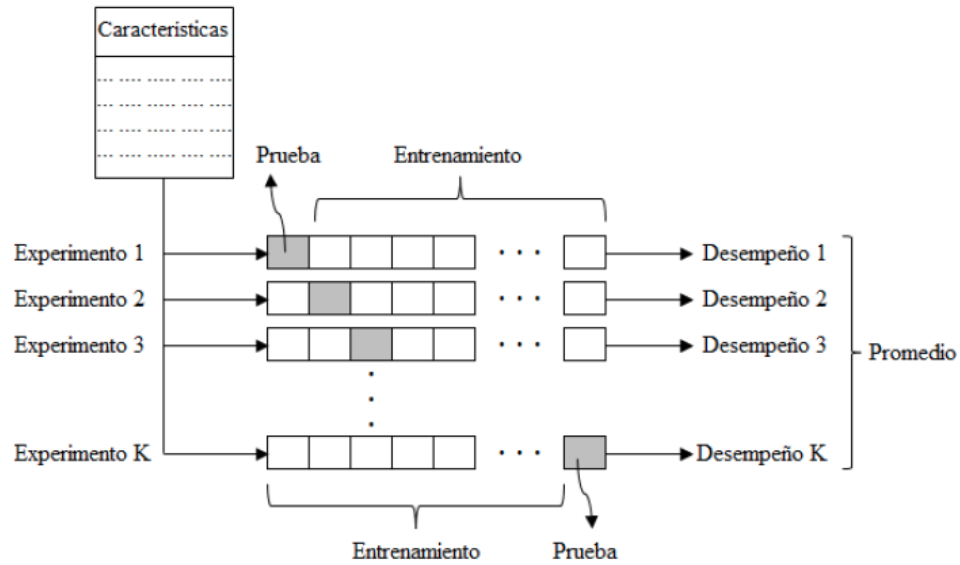 Caracteristicas
Prueba
Entrenamiento
Experimento 1
Desempeño 1
Experimento 2
Desempeño 2
Experimento 3
Desempeño 3
Promedio
Experimento K
Desempeño K
Entrenamiento
Prueba